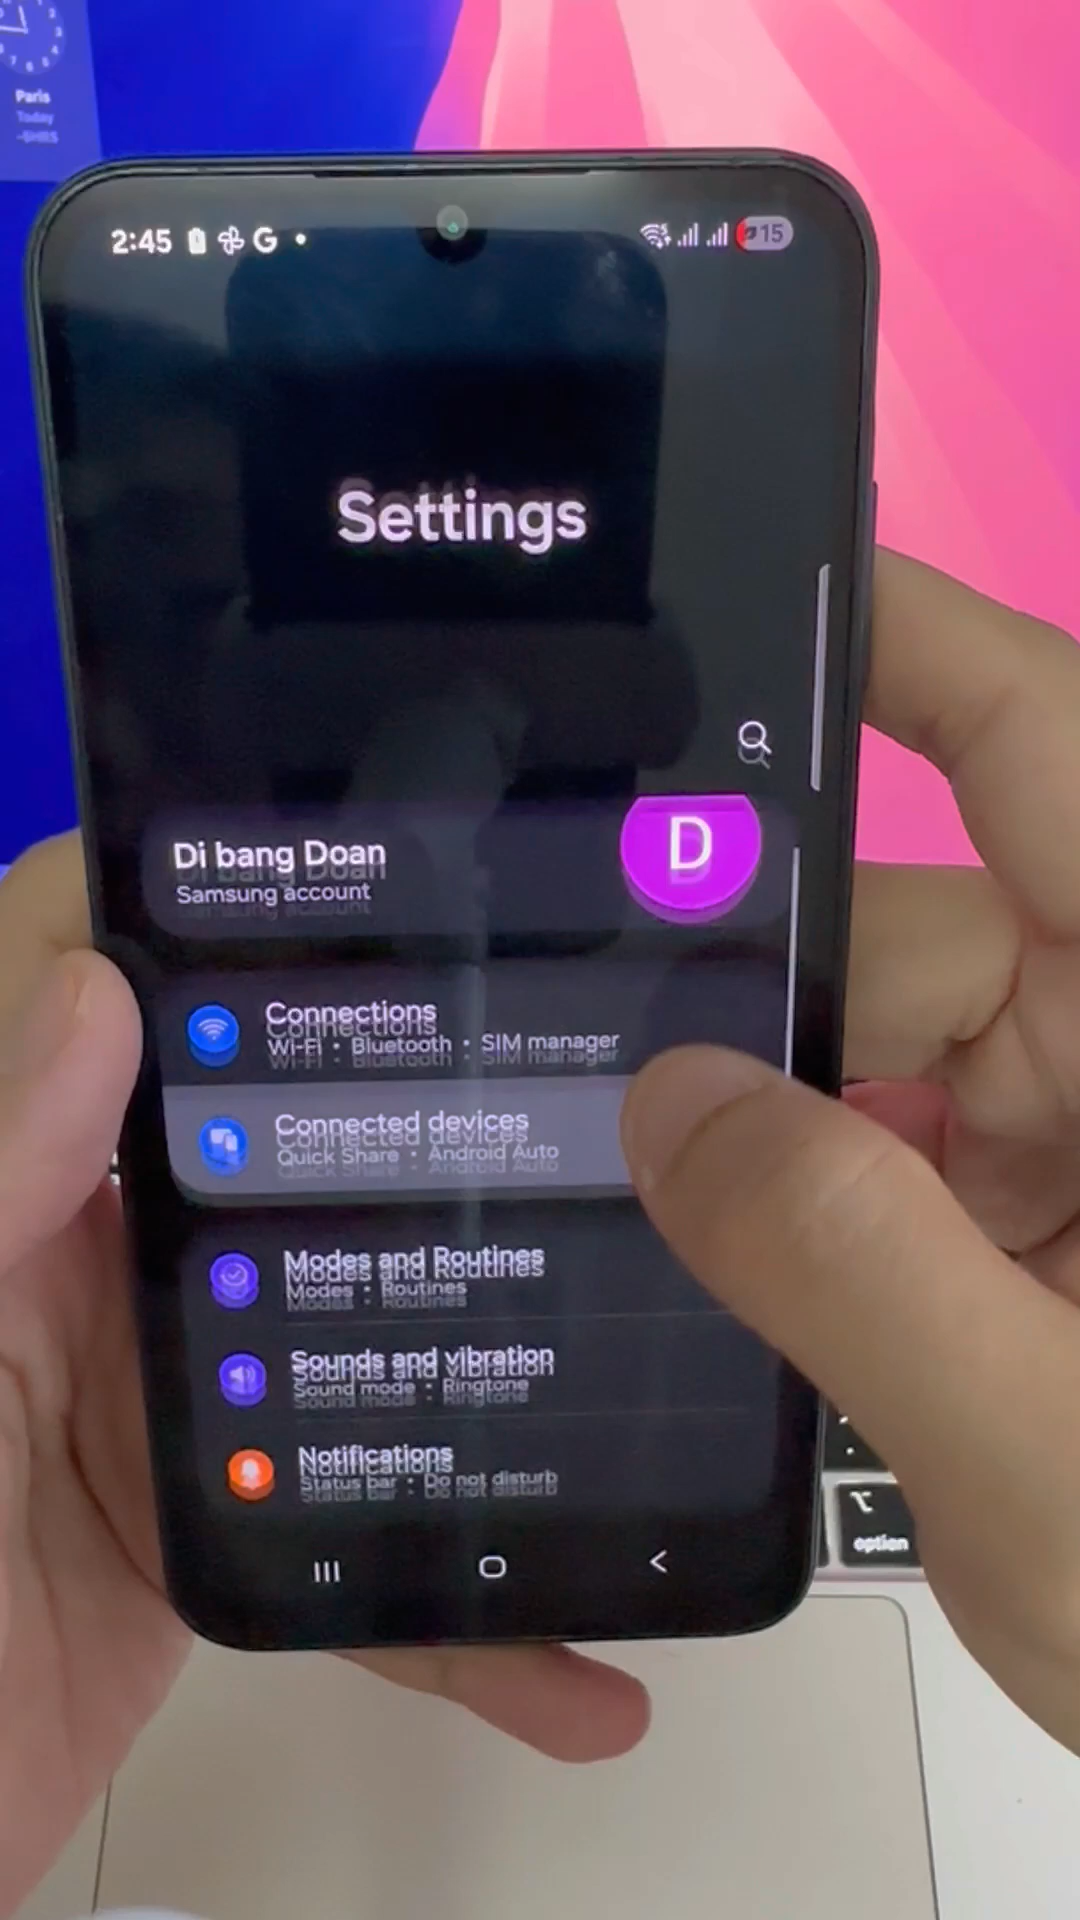 Paris
Today
2:45 G
15
Settings
Di bang Doan
Samsung account
D
Connections
Wi-Fi • Bluetooth • SIM manager
Connected devices
Quick Share • Android Auto
Modes and Routines
Modes • Routines
Sounds and vibration
Sound mode • Ringtone
Notifications
Status bar • Do not disturb
option